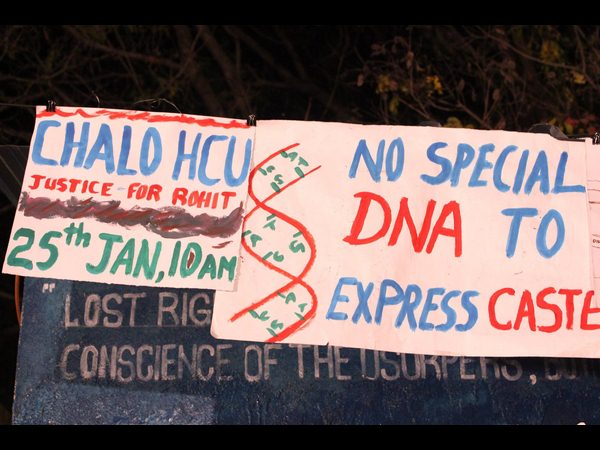 CHALO HCU
JUSTICE-FOR ROHIT
25th JAN, 10AM
NO SPECIAL
DNA TO
EXPRESS CASTE
"LOST RIG
CONSCIENCE OF THE USURPERS, BUT